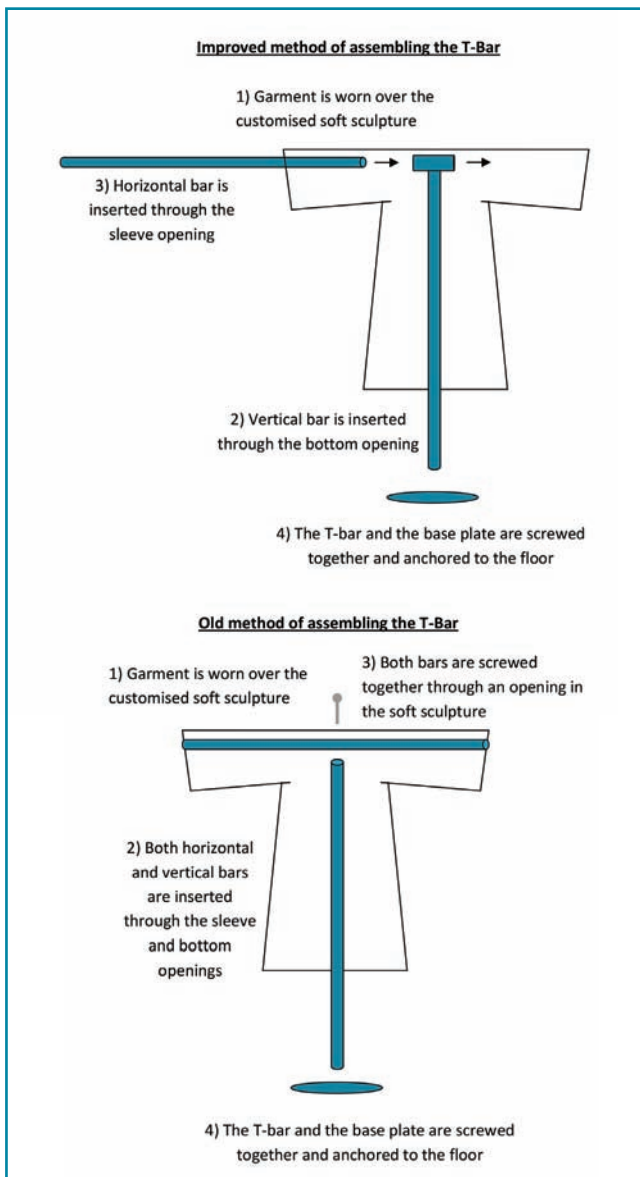 Improved method of assembling the T-Bar
1) Garment is worn over the
customised soft sculpture
3) Horizontal bar is
inserted through the
sleeve opening
2) Vertical bar is inserted
through the bottom opening
4) The T-bar and the base plate are screwed
together and anchored to the floor
Old method of assembling the T-Bar
1) Garment is worn over the
customised soft sculpture
3) Both bars are screwed
together through an opening in
the soft sculpture
2) Both horizontal
and vertical bars
are inserted
through the sleeve
and bottom
openings
4) The T-bar and the base plate are screwed
together and anchored to the floor